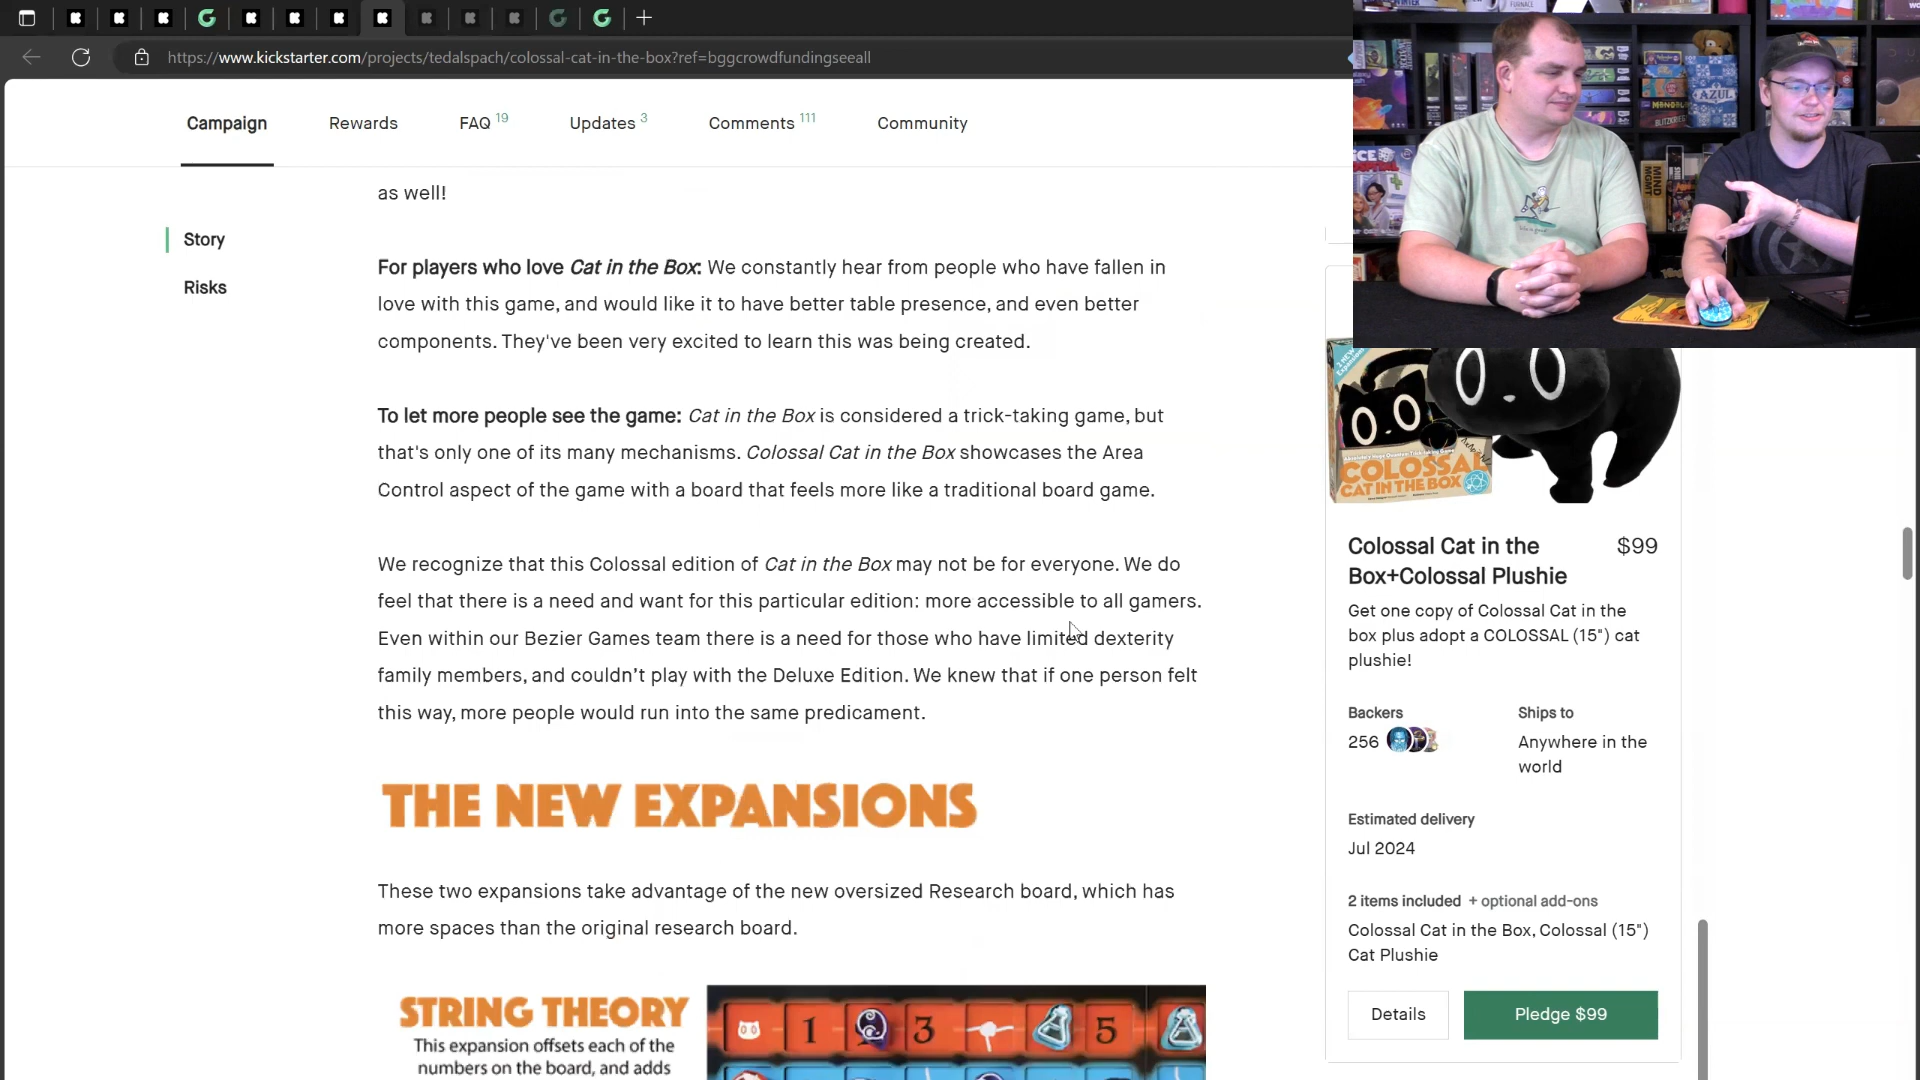 https://www.kickstarter.com/projects/tedalspach/colossal-cat-in-the-box?ref=bggcrowdfundingseeall
Campaign
Rewards
FAQ 19
Updates 3
Comments 111
Community
Story
Risks
as well!
For players who love Cat in the Box: We constantly hear from people who have fallen in
love with this game, and would like it to have better table presence, and even better
components. They've been very excited to learn this was being created.
To let more people see the game: Cat in the Box is considered a trick-taking game, but
that's only one of its many mechanisms. Colossal Cat in the Box showcases the Area
Control aspect of the game with a board that feels more like a traditional board game.
We recognize that this Colossal edition of Cat in the Box may not be for everyone. We do
feel that there is a need and want for this particular edition: more accessible to all gamers.
Even within our Bezier Games team there is a need for those who have limited dexterity
family members, and couldn't play with the Deluxe Edition. We knew that if one person felt
this way, more people would run into the same predicament.
THE NEW EXPANSIONS
These two expansions take advantage of the new oversized Research board, which has
more spaces than the original research board.
STRING THEORY
This expansion offsets each of the
numbers on the board, and adds
1 3 5
FURNACE
AZUL
BLITZKRIEG
MIND
MGMT
COLOSSAL
CAT IN THE BOX
Colossal Cat in the
Box+Colossal Plushie
$99
Get one copy of Colossal Cat in the
box plus adopt a COLOSSAL (15") cat
plushie!
Backers
256
Ships to
Anywhere in the
world
Estimated delivery
Jul 2024
2 items included + optional add-ons
Colossal Cat in the Box, Colossal (15")
Cat Plushie
Details
Pledge $99